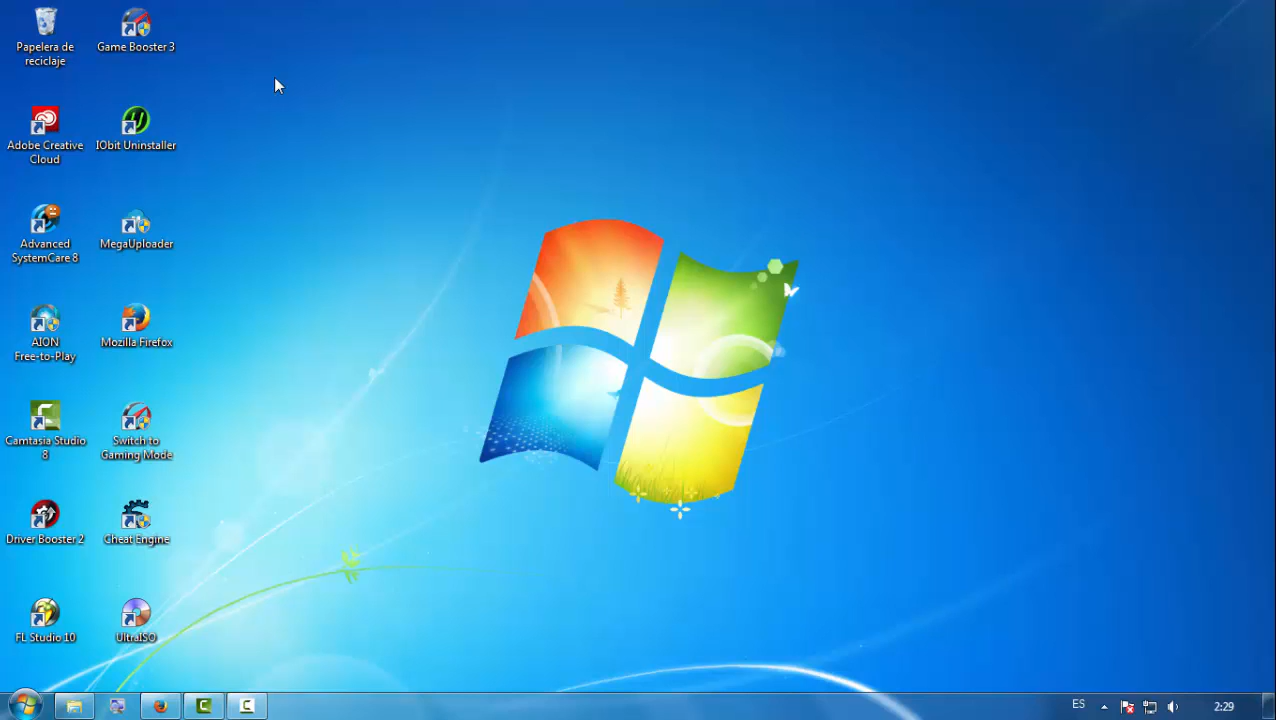 Papelera de
reciclaje
Game Booster 3
Adobe Creative
Cloud
IObit Uninstaller
Advanced
SystemCare 8
MegaUploader
AION
Free-to-Play
Mozilla Firefox
Camtasia Studio
8
Switch to
Gaming Mode
Driver Booster 2
Cheat Engine
FL Studio 10
UltraISO
ES
2:29